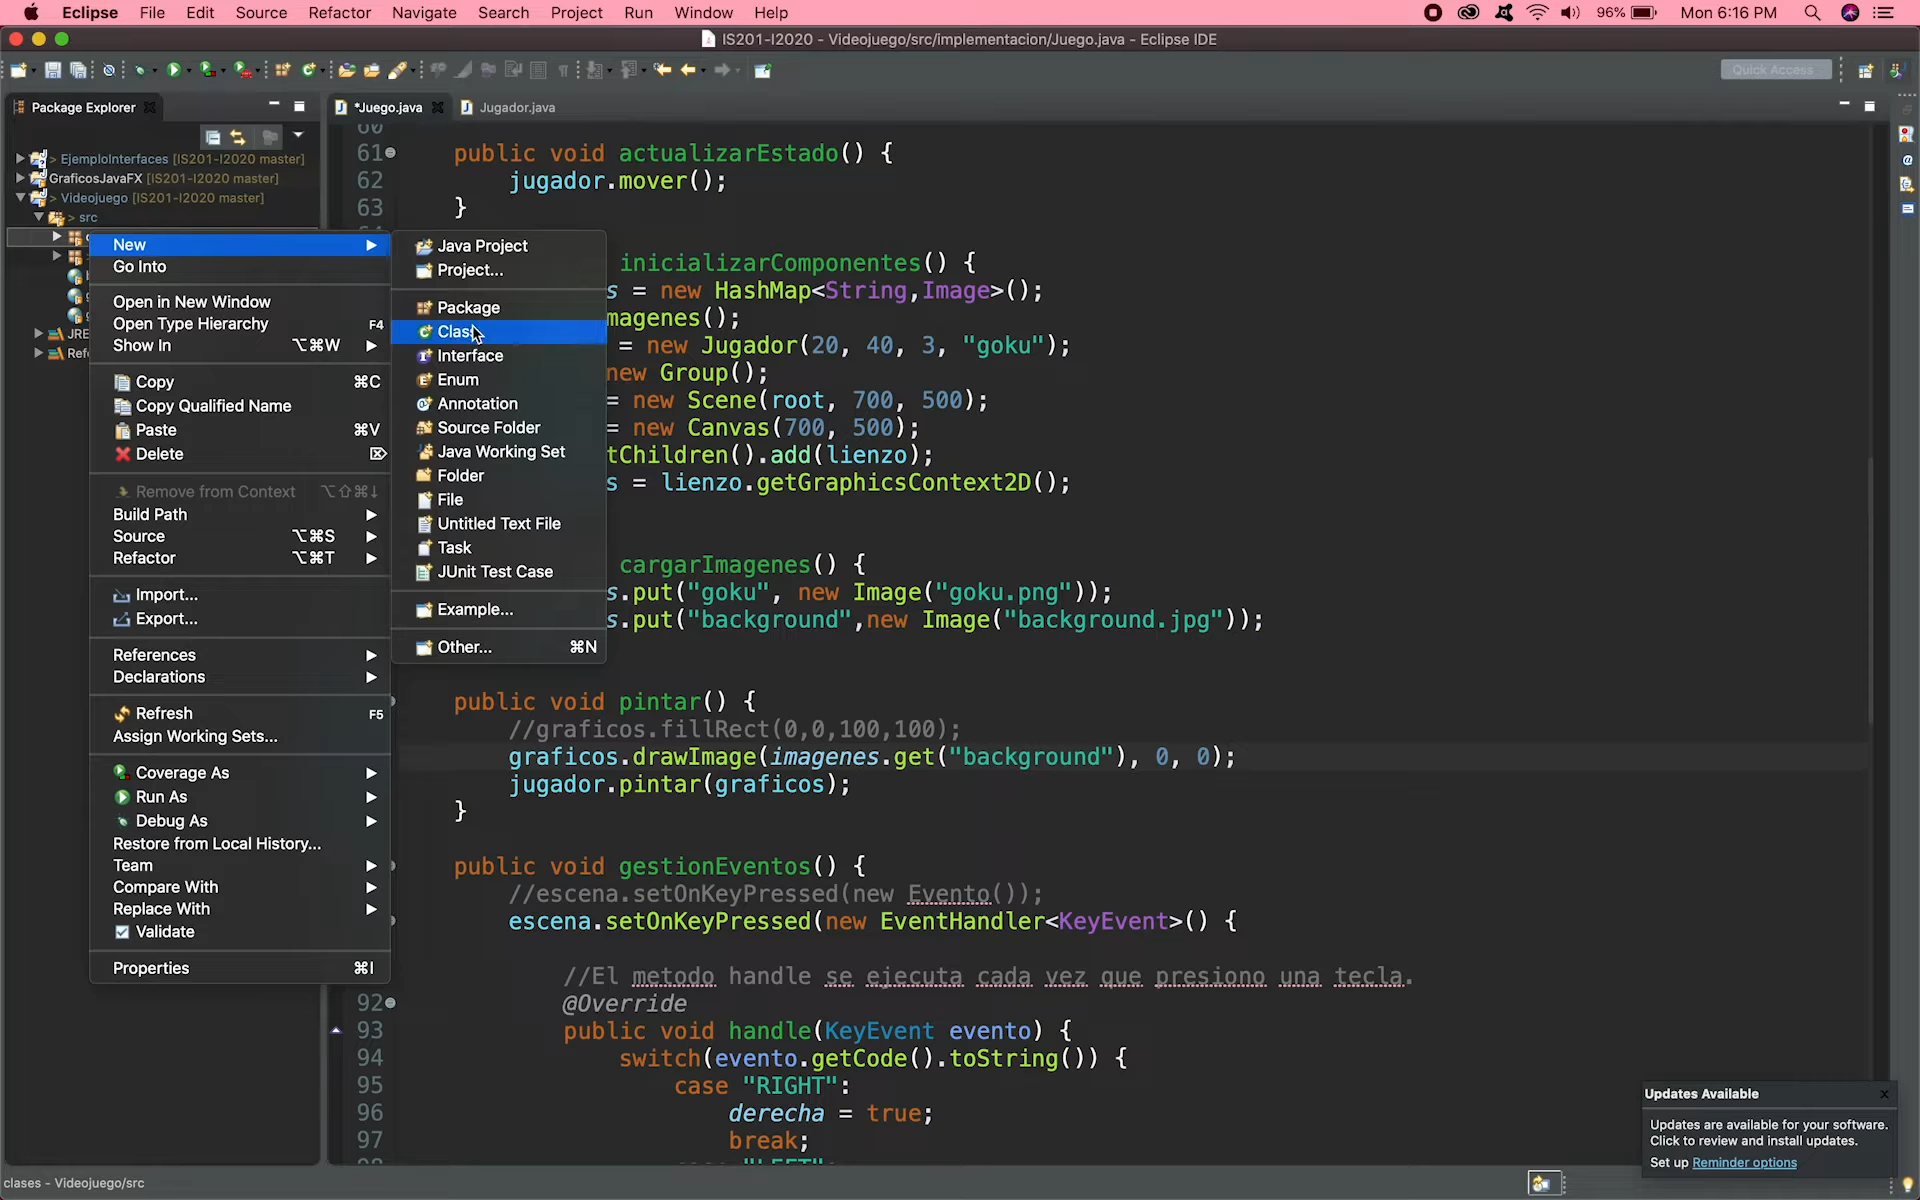 Eclipse File Edit Source Refactor Navigate Search Project Run Window Help 96% Mon 6:16 PM
IS201-I2020 - Videojuego/src/implementacion/Juego.java - Eclipse IDE
Quick Access
Package Explorer
*Juego.java
Jugador.java
> EjemploInterfaces [IS201-I2020 master]
GraficosJavaFX [IS201-I2020 master]
> Videojuego [IS201-I2020 master]
> src
JRE
Refe
New
Go Into
Open in New Window
Open Type Hierarchy F4
Show In ⌥⌘W
Copy ⌘C
Copy Qualified Name
Paste ⌘V
Delete ⌦
Remove from Context ⌥⇧⌘↓
Build Path
Source ⌥⌘S
Refactor ⌥⌘T
Import...
Export...
References
Declarations
Refresh F5
Assign Working Sets...
Coverage As
Run As
Debug As
Restore from Local History...
Team
Compare With
Replace With
Validate
Properties ⌘I
Java Project
Project...
Package
Class
Interface
Enum
Annotation
Source Folder
Java Working Set
Folder
File
Untitled Text File
Task
JUnit Test Case
Example...
Other... ⌘N
60
61 public void actualizarEstado() {
62 jugador.mover();
63 }
inicializarComponentes() {
s = new HashMap<String,Image>();
magenes();
= new Jugador(20, 40, 3, "goku");
new Group();
= new Scene(root, 700, 500);
= new Canvas(700, 500);
tChildren().add(lienzo);
s = lienzo.getGraphicsContext2D();
cargarImagenes() {
s.put("goku", new Image("goku.png"));
s.put("background",new Image("background.jpg"));
public void pintar() {
//graficos.fillRect(0,0,100,100);
graficos.drawImage(imagenes.get("background"), 0, 0);
jugador.pintar(graficos);
}
public void gestionEventos() {
//escena.setOnKeyPressed(new Evento());
escena.setOnKeyPressed(new EventHandler<KeyEvent>() {
//El metodo handle se ejecuta cada vez que presiono una tecla.
92 @Override
93 public void handle(KeyEvent evento) {
94 switch(evento.getCode().toString()) {
95 case "RIGHT":
96 derecha = true;
97 break;
Updates Available
Updates are available for your software.
Click to review and install updates.
Set up Reminder options
clases - Videojuego/src